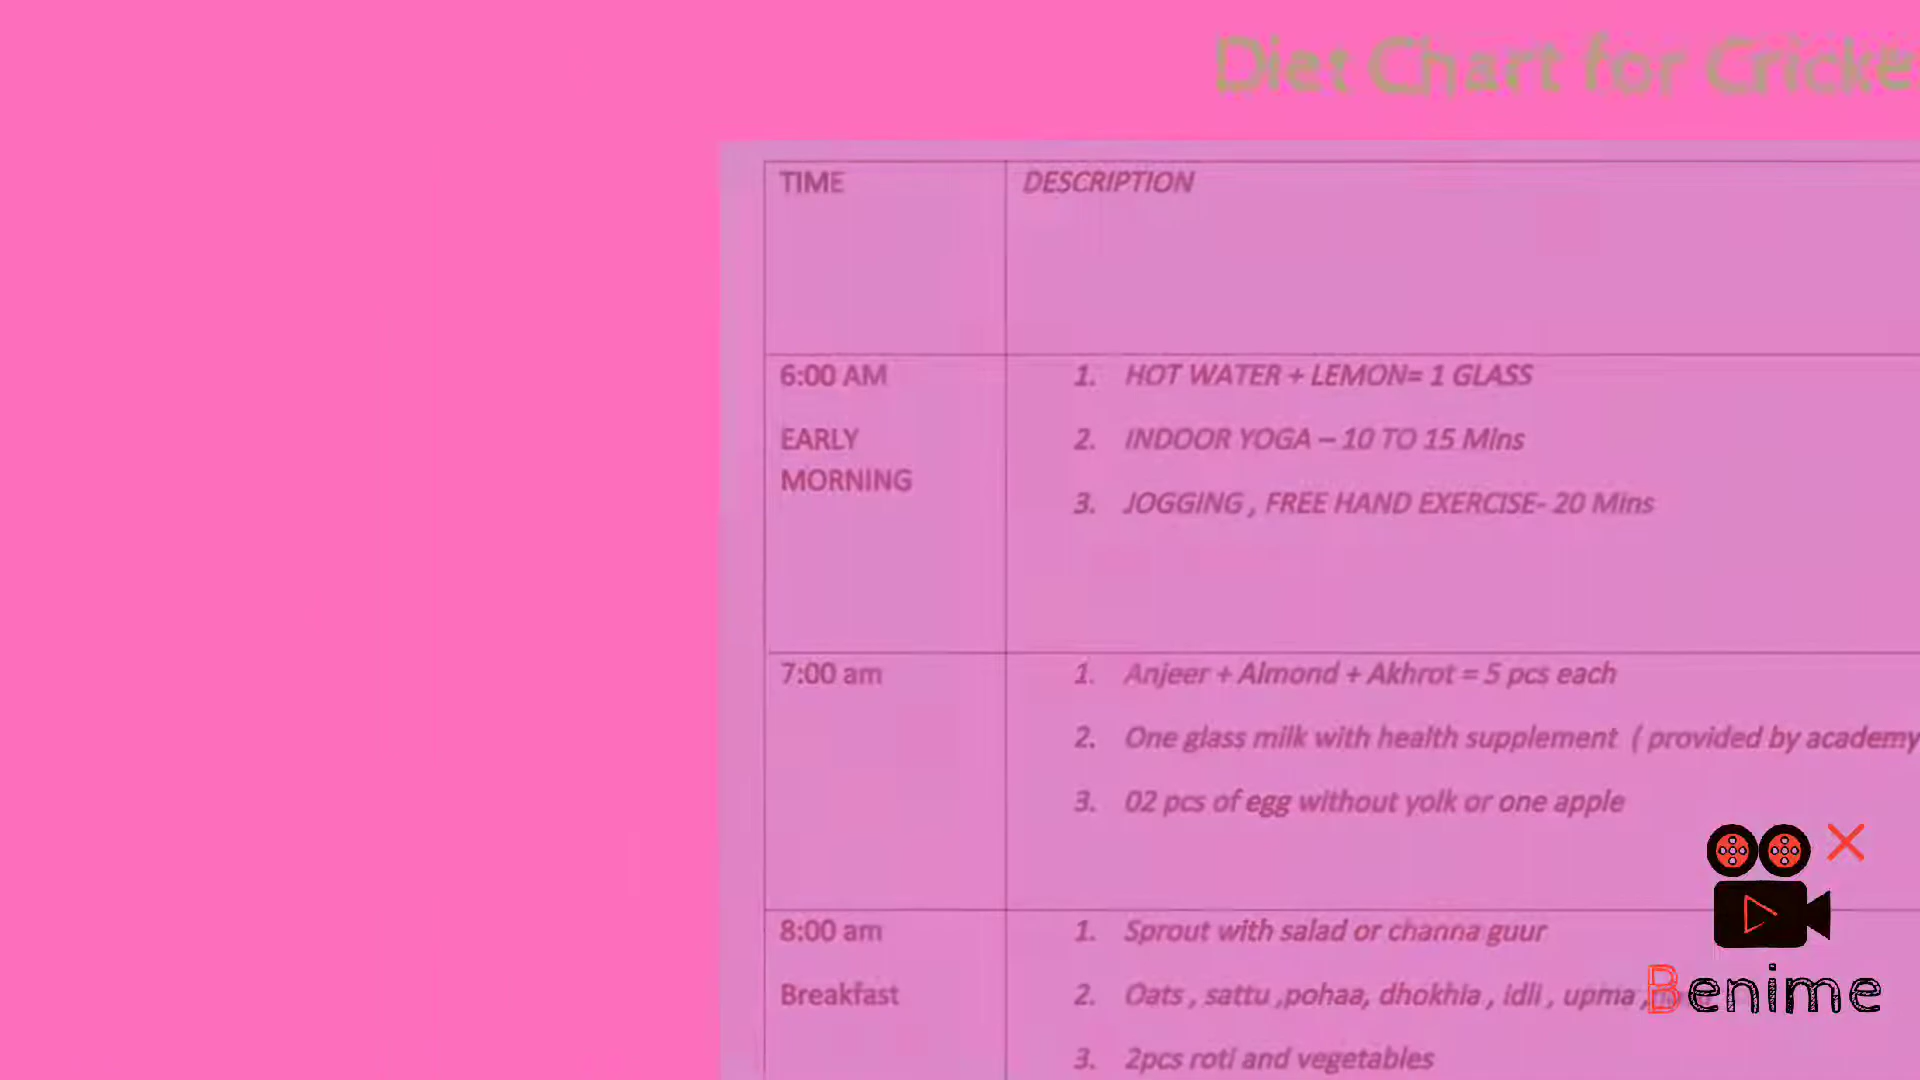 Diet Chart for Cricke
TIME
DESCRIPTION
6:00 AM
EARLY
MORNING
1. HOT WATER + LEMON= 1 GLASS
2. INDOOR YOGA – 10 TO 15 Mins
3. JOGGING , FREE HAND EXERCISE- 20 Mins
7:00 am
1. Anjeer + Almond + Akhrot = 5 pcs each
2. One glass milk with health supplement ( provided by academy
3. 02 pcs of egg without yolk or one apple
8:00 am
Breakfast
1. Sprout with salad or channa guur
2. Oats , sattu ,pohaa, dhokhla , idli , upma ,
3. 2pcs roti and vegetables
Benime